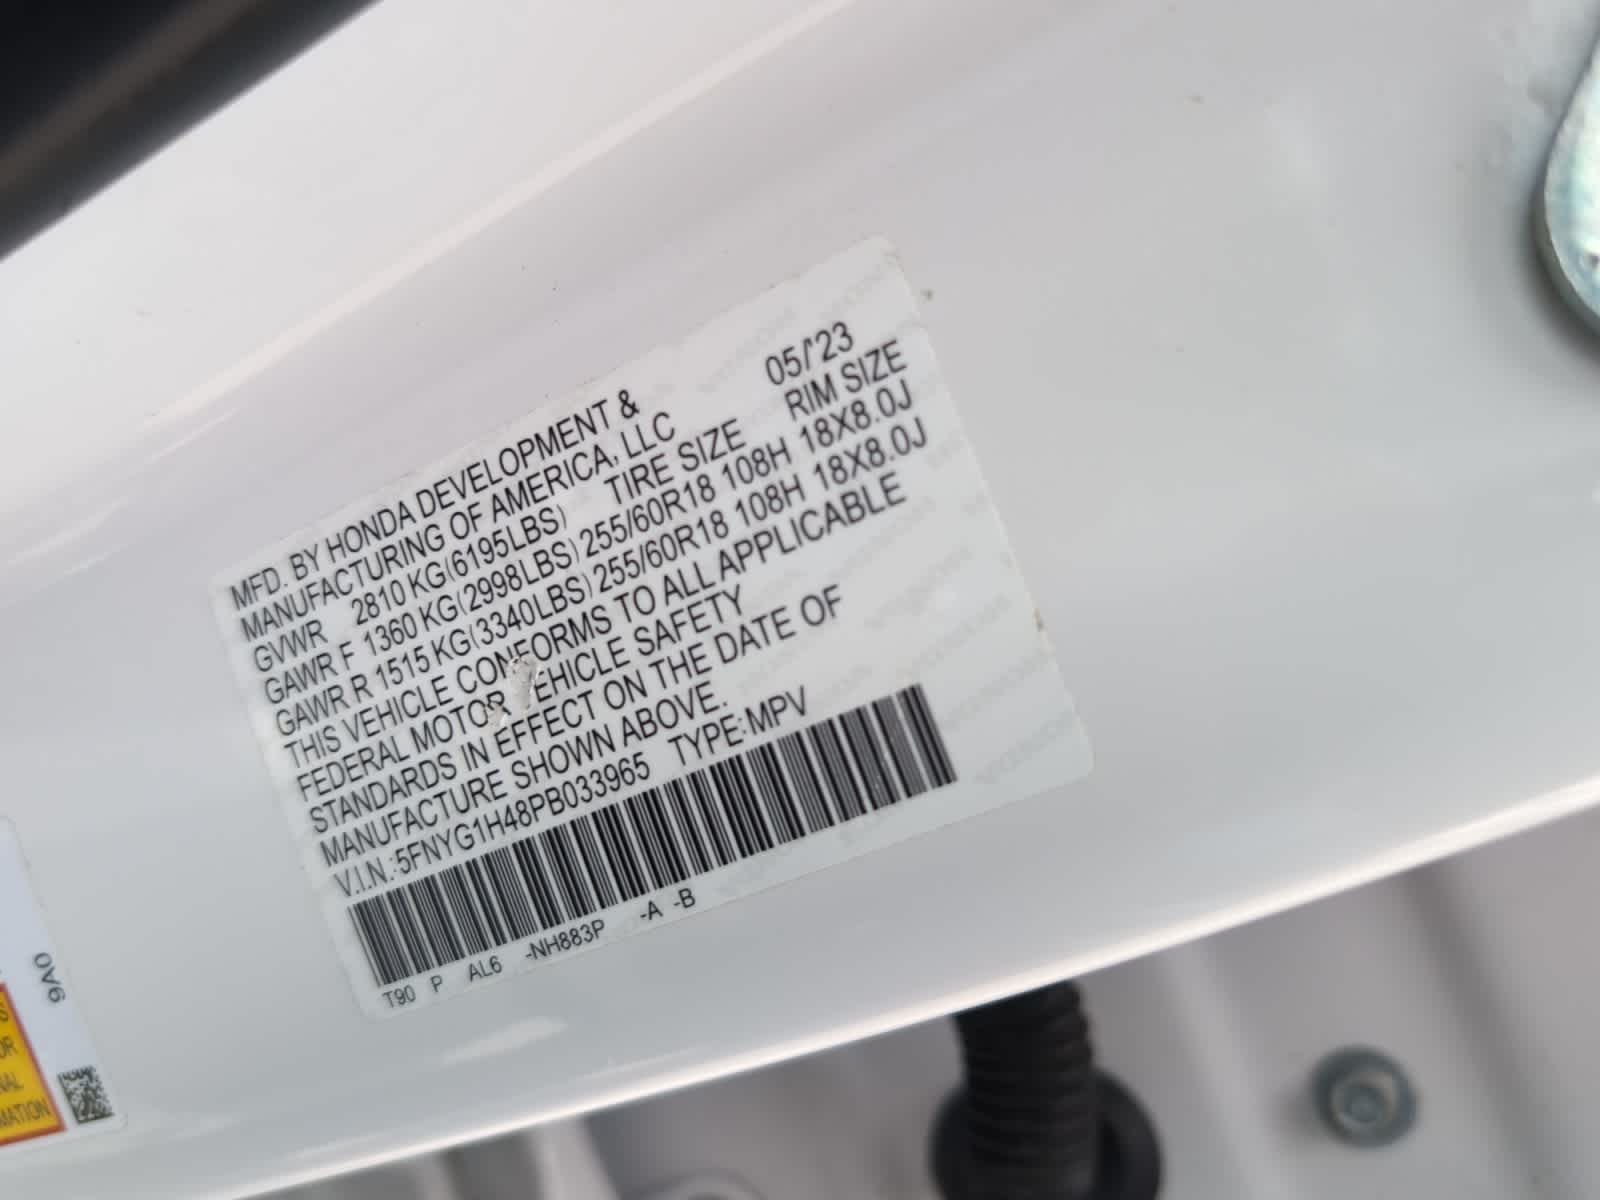 MFD. BY HONDA DEVELOPMENT &
MANUFACTURING OF AMERICA, LLC 05/'23
GVWR 2810 KG(6195LBS) TIRE SIZE RIM SIZE
GAWR F 1360 KG(2998LBS) 255/60R18 108H 18X8.0J
GAWR R 1515 KG(3340LBS) 255/60R18 108H 18X8.0J
THIS VEHICLE CONFORMS TO ALL APPLICABLE
FEDERAL MOTOR VEHICLE SAFETY
STANDARDS IN EFFECT ON THE DATE OF
MANUFACTURE SHOWN ABOVE.
V.I.N.:5FNYG1H48PB033965 TYPE:MPV
T90 P AL6 -NH883P -A -B
9A0